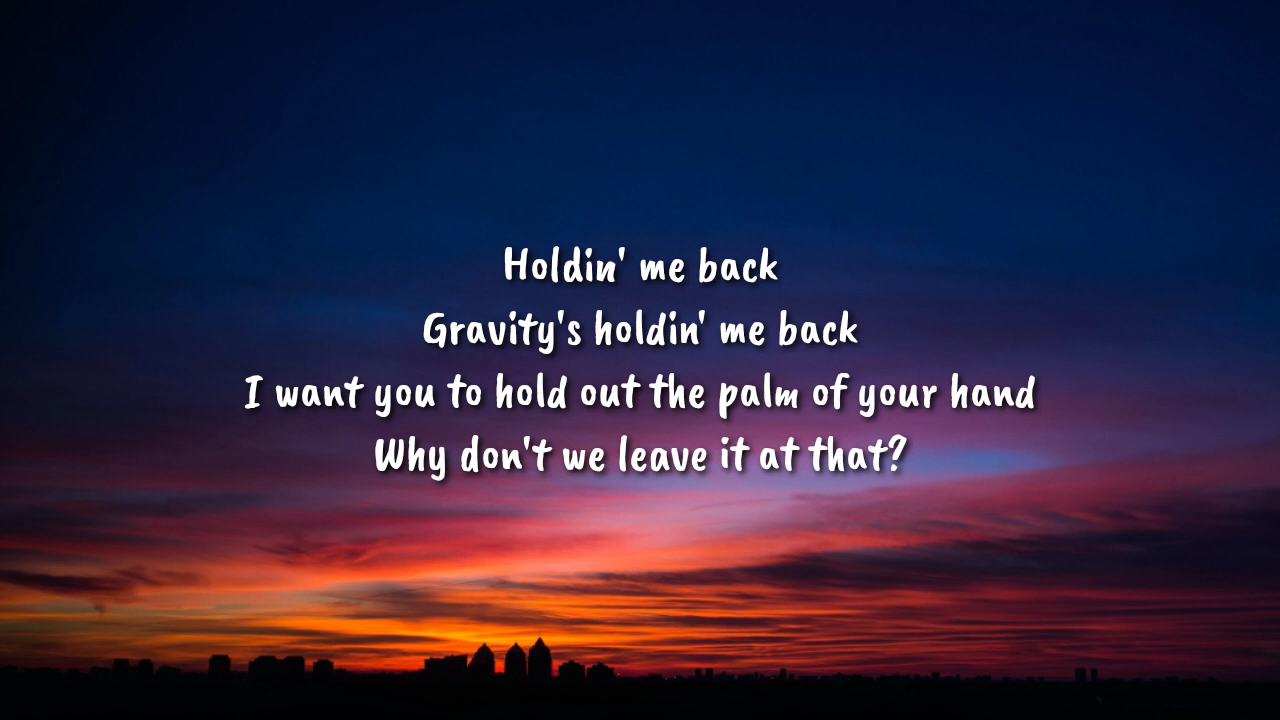 Holdin' me back
Gravity's holdin' me back
I want you to hold out the palm of your hand
Why don't we leave it at that?